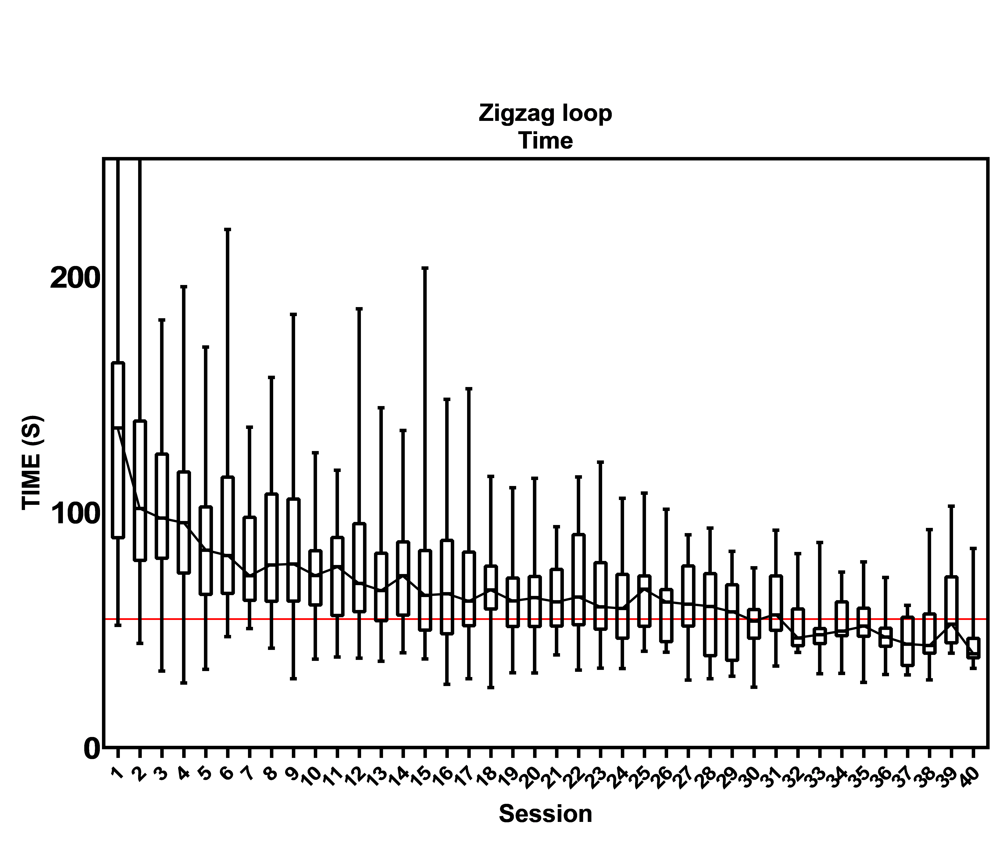 Zigzag loop
Time
TIME (S)
200
100
0
1 2 3 4 5 6 7 8 9 10 11 12 13 14 15 16 17 18 19 20 21 22 23 24 25 26 27 28 29 30 31 32 33 34 35 36 37 38 39 40
Session